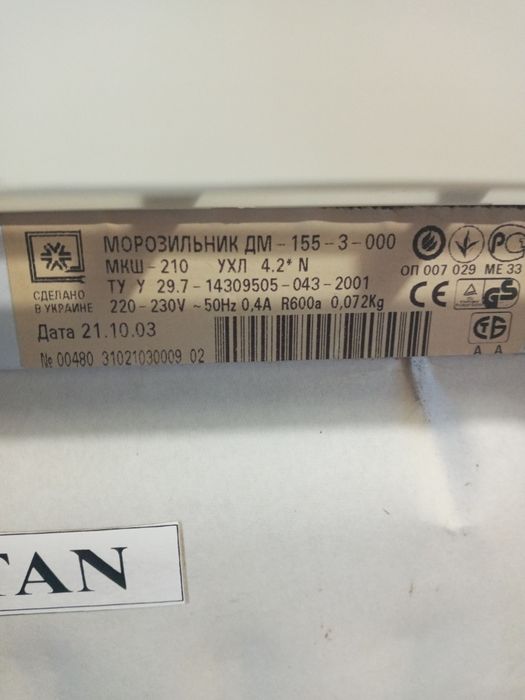 МОРОЗИЛЬНИК ДМ - 155 - 3 - 000
МКШ - 210 УХЛ 4.2* N
ОП 007 029 МЕ 33
СДЕЛАНО
В УКРАИНЕ
ТУ У 29.7 - 14309505 - 043 - 2001
220 - 230V ~ 50Hz 0,4A R600a 0,072Kg
CE
GS
Дата 21.10.03
№ 00480 31021030009 02
A A
TAN